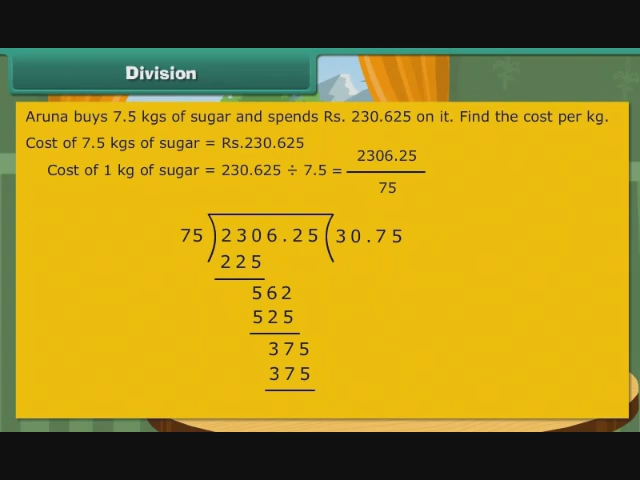 Division
Aruna buys 7.5 kgs of sugar and spends Rs. 230.625 on it. Find the cost per kg.
Cost of 7.5 kgs of sugar = Rs.230.625
Cost of 1 kg of sugar = 230.625 ÷ 7.5 = 2306.25
75
75 ) 2306.25 ( 30.75
225
562
525
375
375